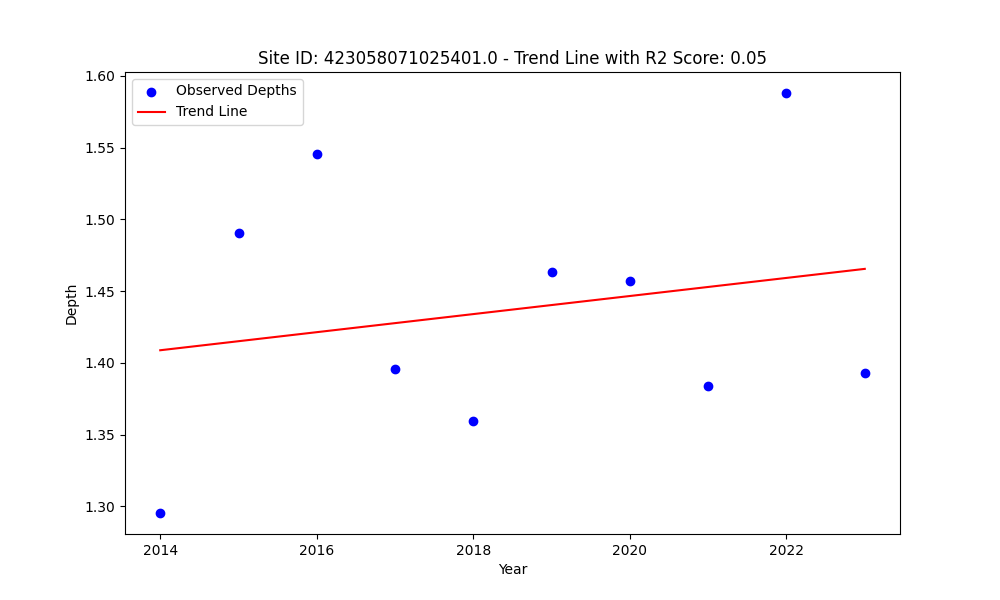 Site ID: 423058071025401.0 - Trend Line with R2 Score: 0.05
Observed Depths
Trend Line
1.60
1.55
1.50
1.45
1.40
1.35
1.30
Depth
2014
2016
2018
2020
2022
Year